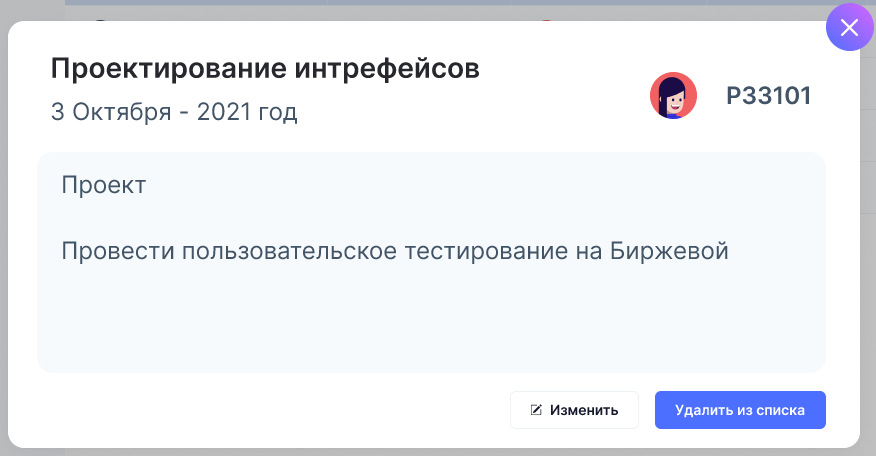 Проектирование интрефейсов
3 Октября - 2021 год
P33101
Проект
Провести пользовательское тестирование на Биржевой
Изменить
Удалить из списка